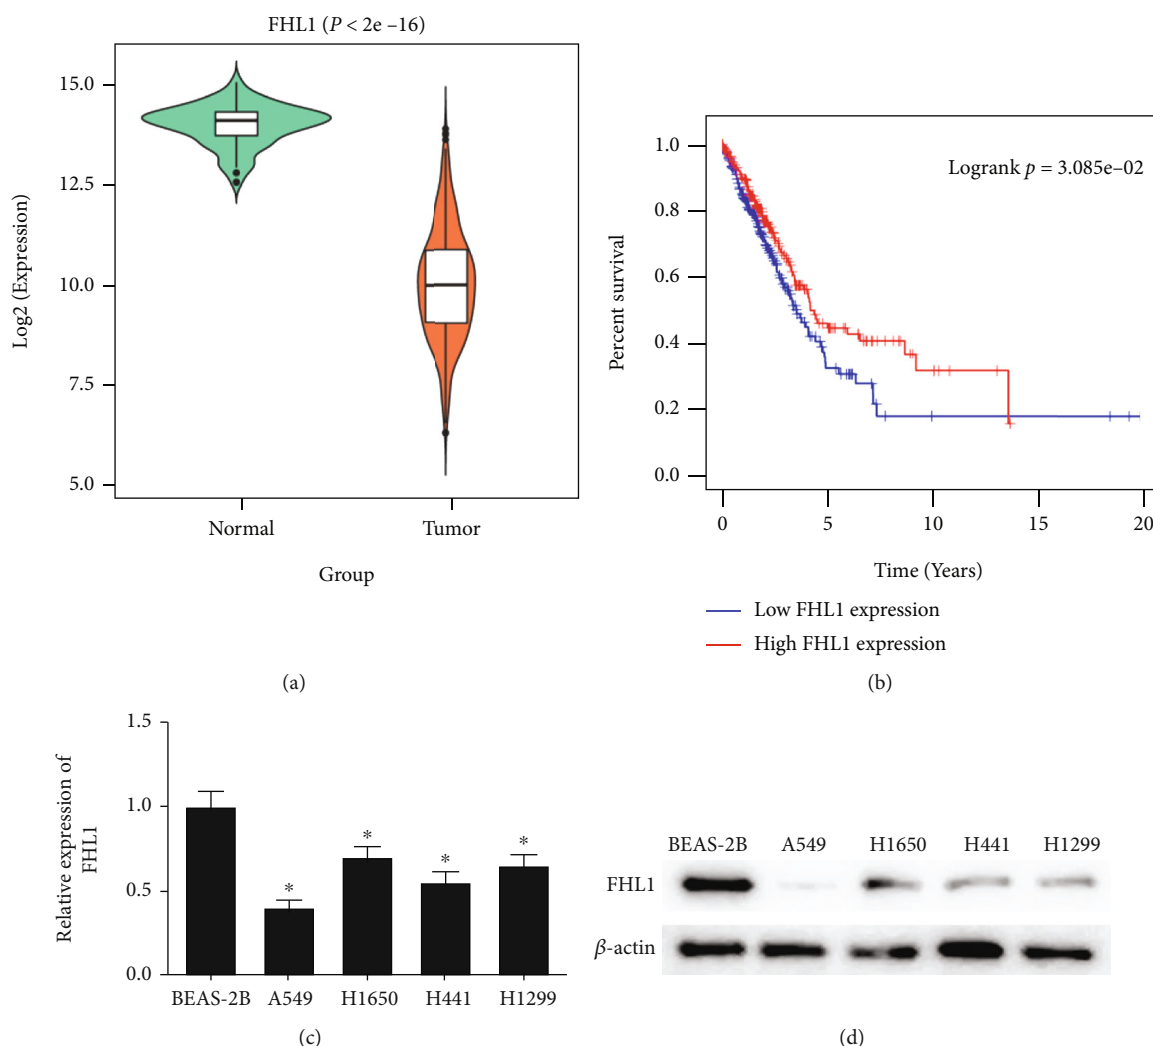 FHL1 (P < 2e –16)
15.0
12.5
10.0
7.5
5.0
Log2 (Expression)
Normal
Tumor
Group
(a)
Logrank p = 3.085e–02
1.0
0.8
0.6
0.4
0.2
0.0
Percent survival
0
5
10
15
20
Time (Years)
Low FHL1 expression
High FHL1 expression
(b)
Relative expression of
FHL1
1.5
1.0
0.5
0.0
*
*
*
*
BEAS-2B
A549
H1650
H441
H1299
(c)
BEAS-2B
A549
H1650
H441
H1299
FHL1
β-actin
(d)